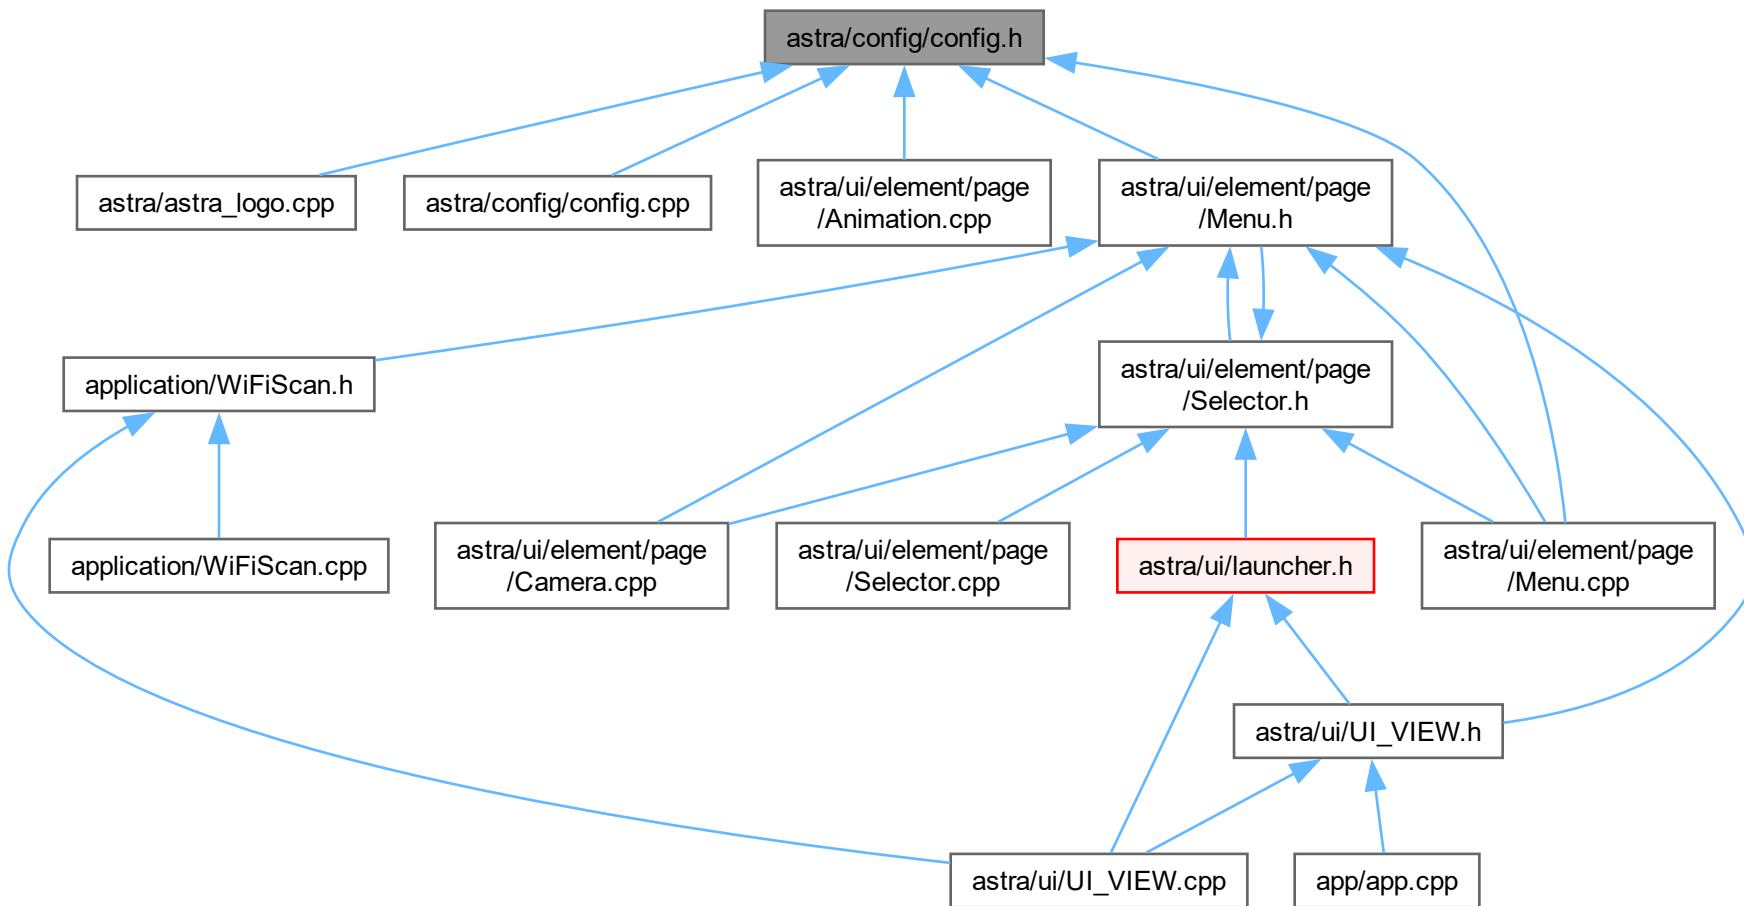 astra/config/config.h
astra/astra_logo.cpp
astra/config/config.cpp
astra/ui/element/page
/Animation.cpp
astra/ui/element/page
/Menu.h
application/WiFiScan.h
astra/ui/element/page
/Selector.h
application/WiFiScan.cpp
astra/ui/element/page
/Camera.cpp
astra/ui/element/page
/Selector.cpp
astra/ui/launcher.h
astra/ui/element/page
/Menu.cpp
astra/ui/UI_VIEW.h
astra/ui/UI_VIEW.cpp
app/app.cpp